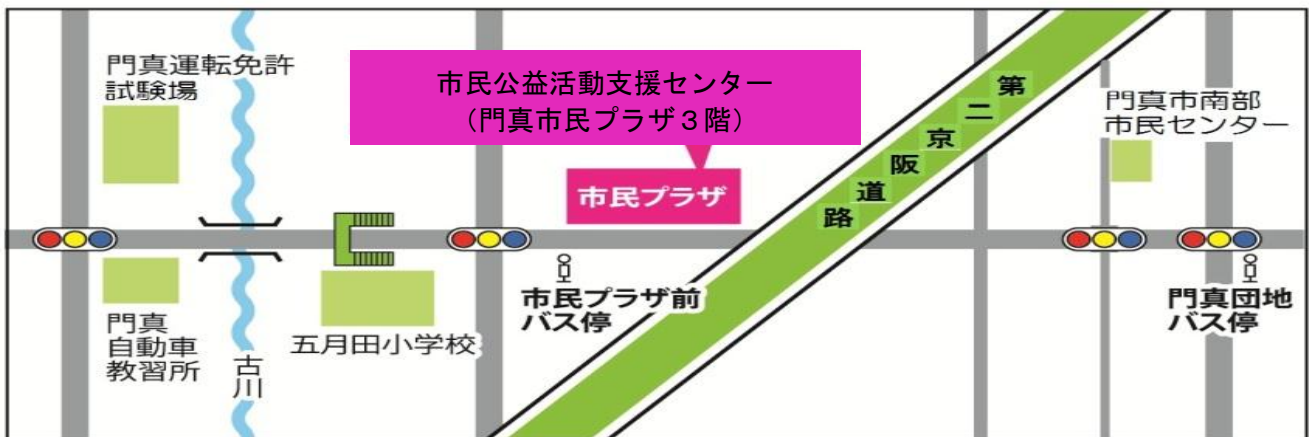 門真運転免許
試験場
市民公益活動支援センター
（門真市民プラザ３階）
第二京阪道路
門真市南部
市民センター
市民プラザ
市民プラザ前
バス停
門真団地
バス停
門真
自動車
教習所
古川
五月田小学校